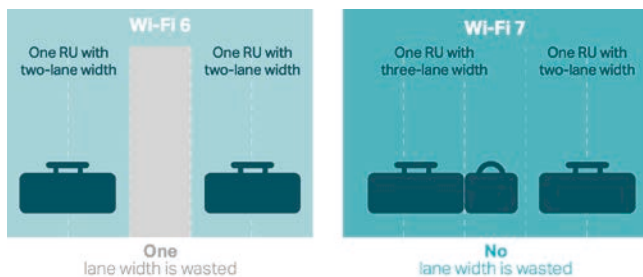 Wi-Fi 6
One RU with
two-lane width
One RU with
two-lane width
One
lane width is wasted
Wi-Fi 7
One RU with
three-lane width
One RU with
two-lane width
No
lane width is wasted